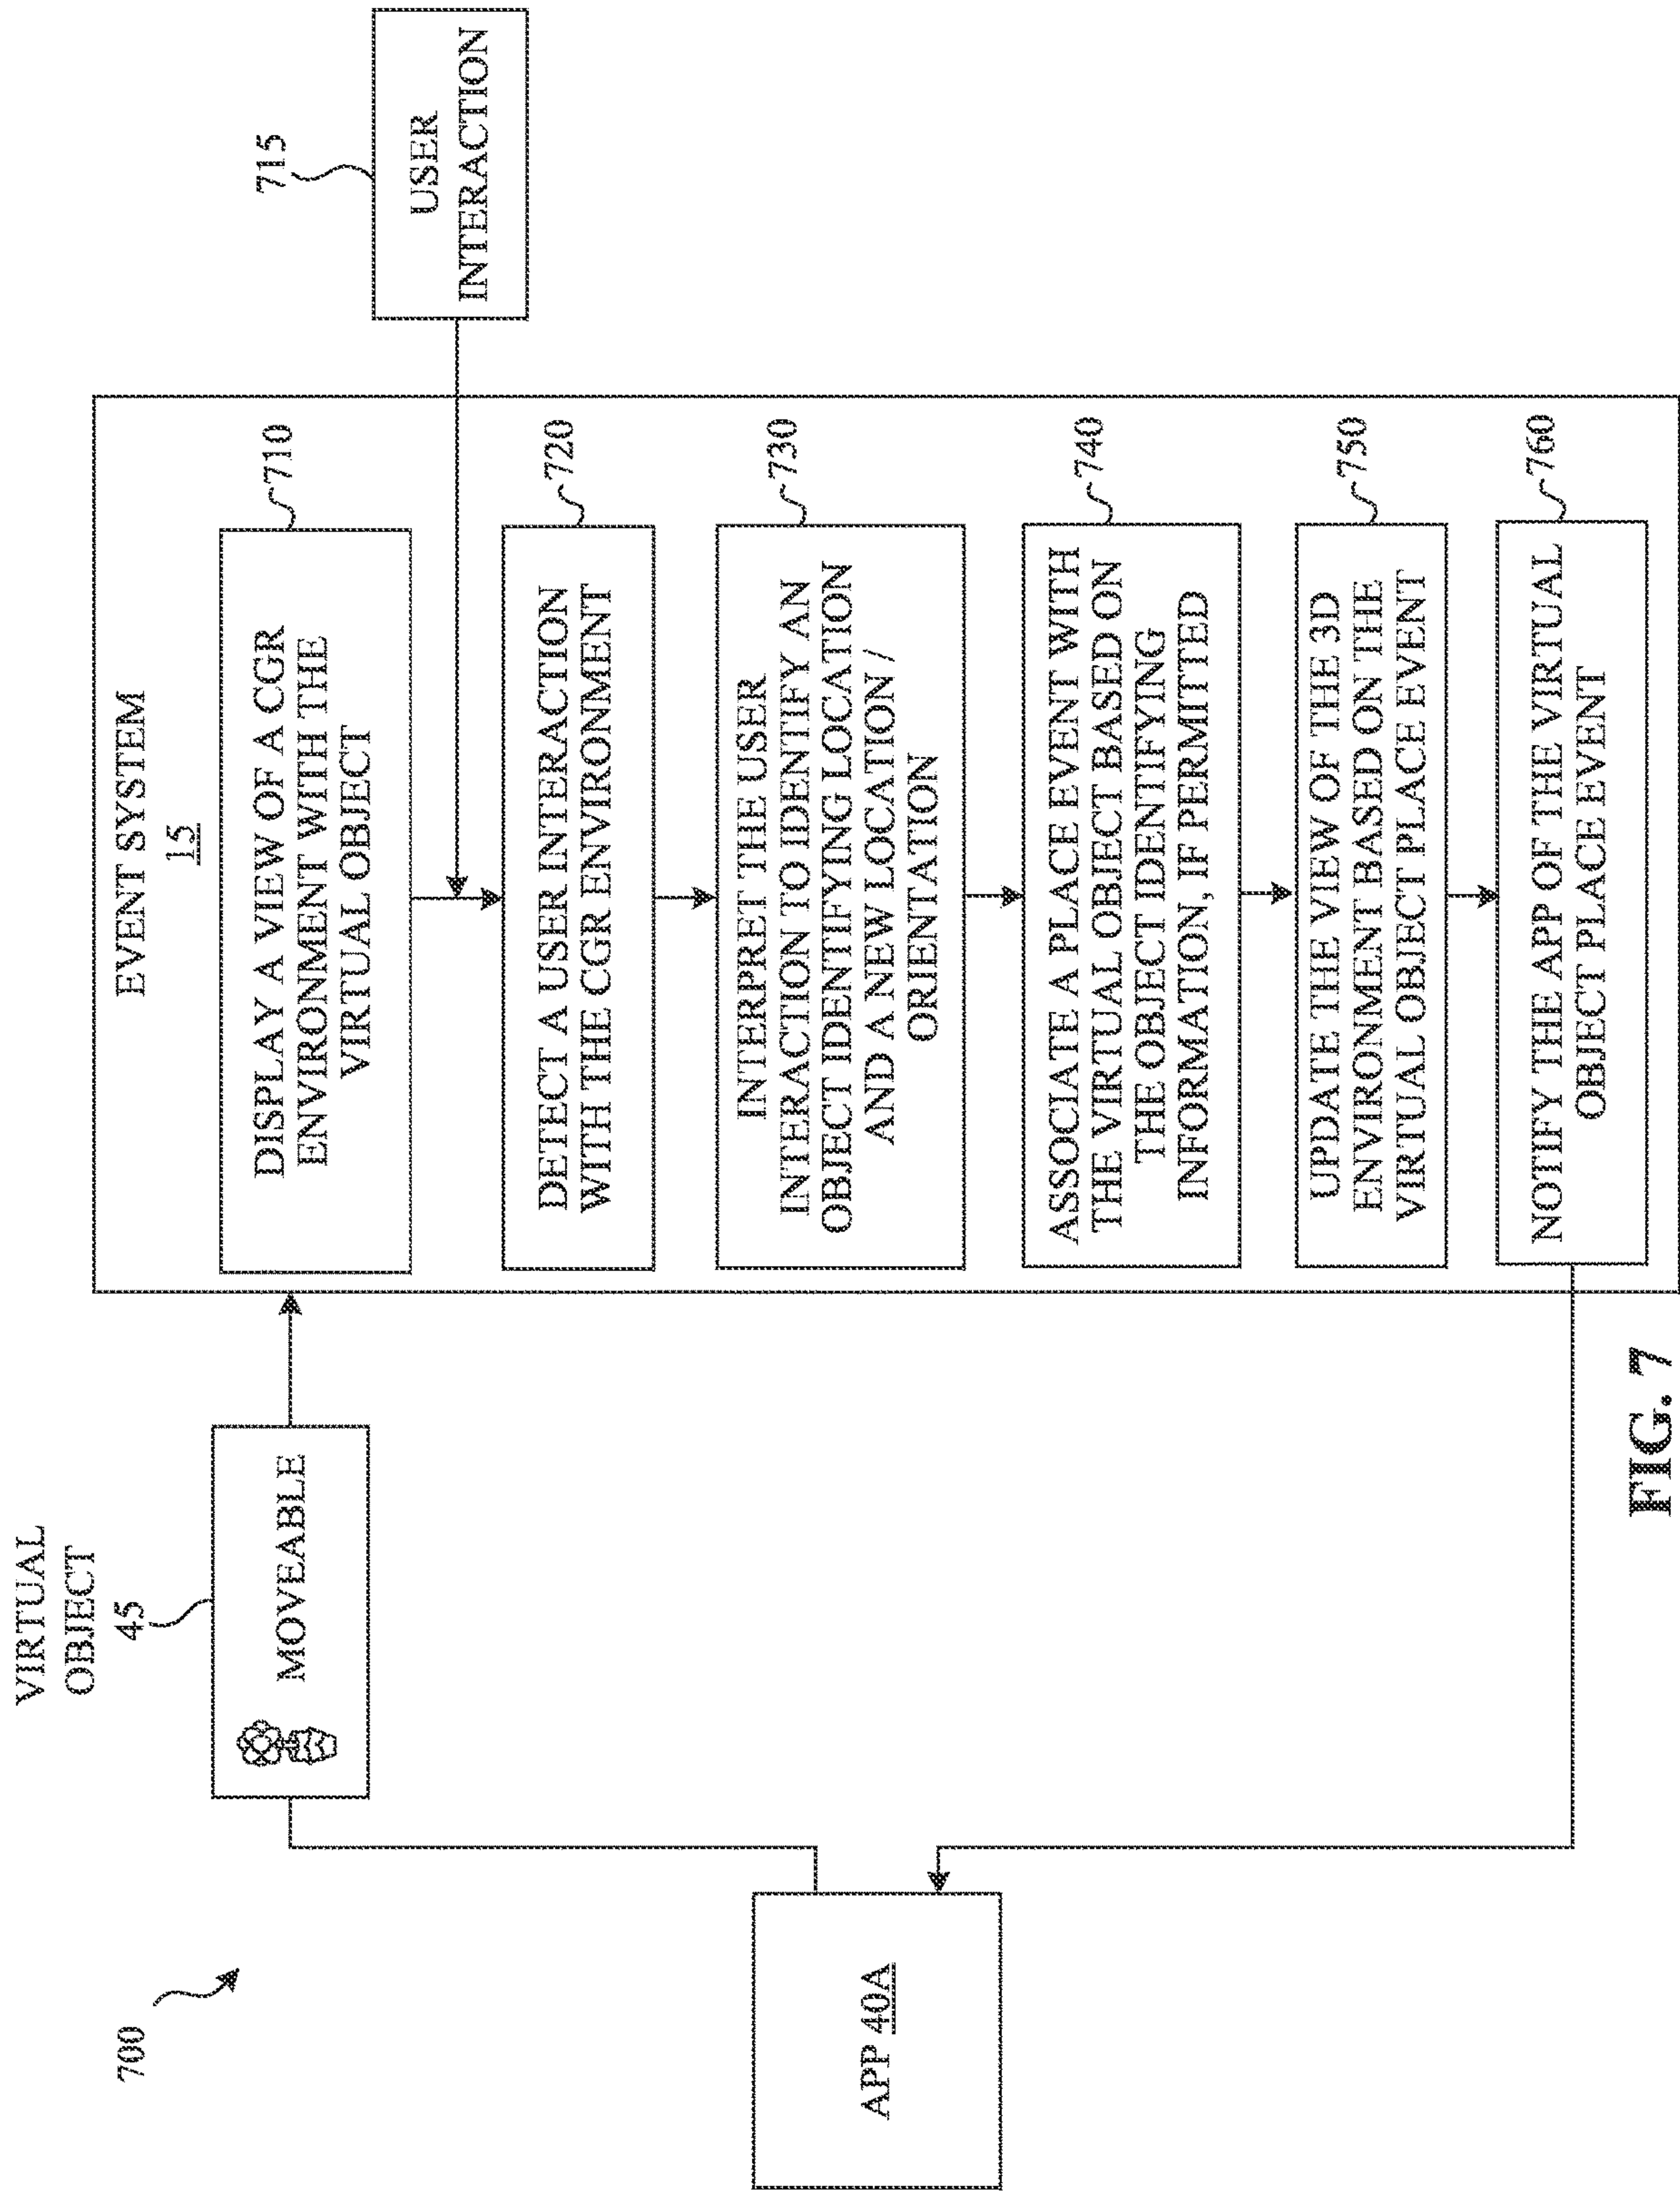 700
APP 40A
VIRTUAL
OBJECT
45
MOVEABLE
EVENT SYSTEM
15
DISPLAY A VIEW OF A CGR
ENVIRONMENT WITH THE
VIRTUAL OBJECT
710
715
USER
INTERACTION
DETECT A USER INTERACTION
WITH THE CGR ENVIRONMENT
720
INTERPRET THE USER
INTERACTION TO IDENTIFY AN
OBJECT IDENTIFYING LOCATION
AND A NEW LOCATION /
ORIENTATION
730
ASSOCIATE A PLACE EVENT WITH
THE VIRTUAL OBJECT BASED ON
THE OBJECT IDENTIFYING
INFORMATION, IF PERMITTED
740
UPDATE THE VIEW OF THE 3D
ENVIRONMENT BASED ON THE
VIRTUAL OBJECT PLACE EVENT
750
NOTIFY THE APP OF THE VIRTUAL
OBJECT PLACE EVENT
760
FIG. 7